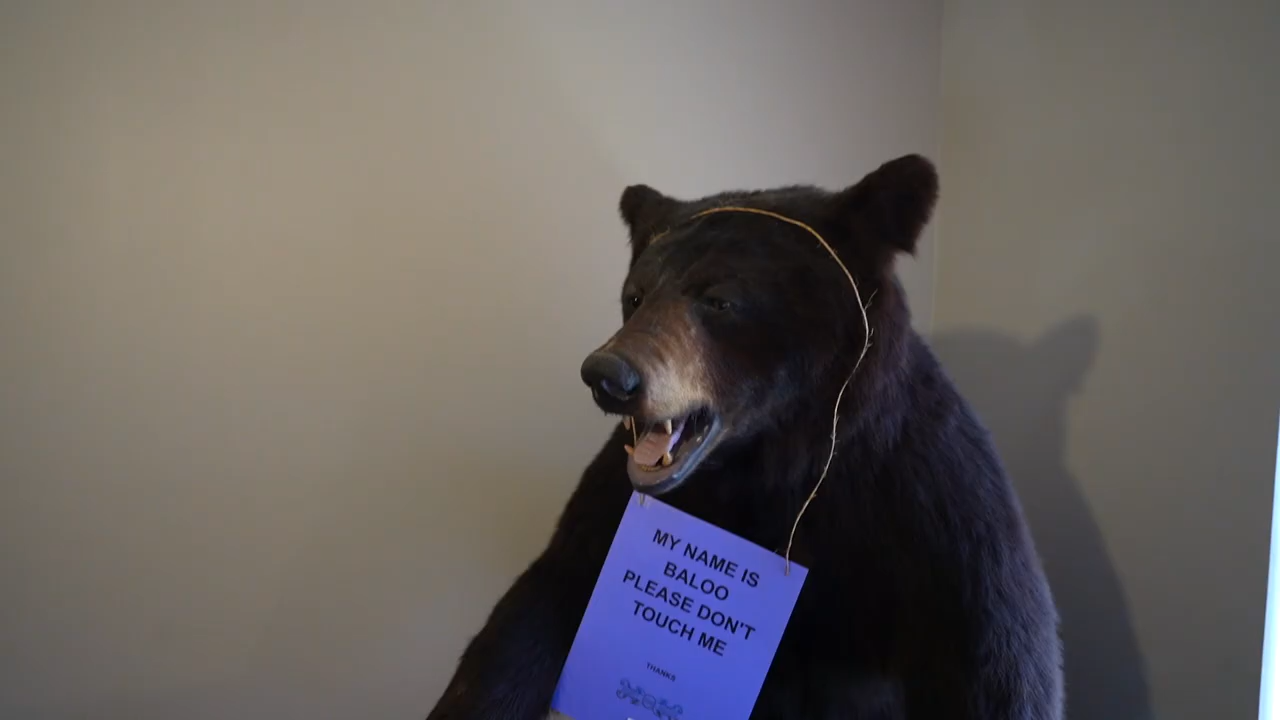 MY NAME IS
BALOO
PLEASE DON'T
TOUCH ME
THANKS